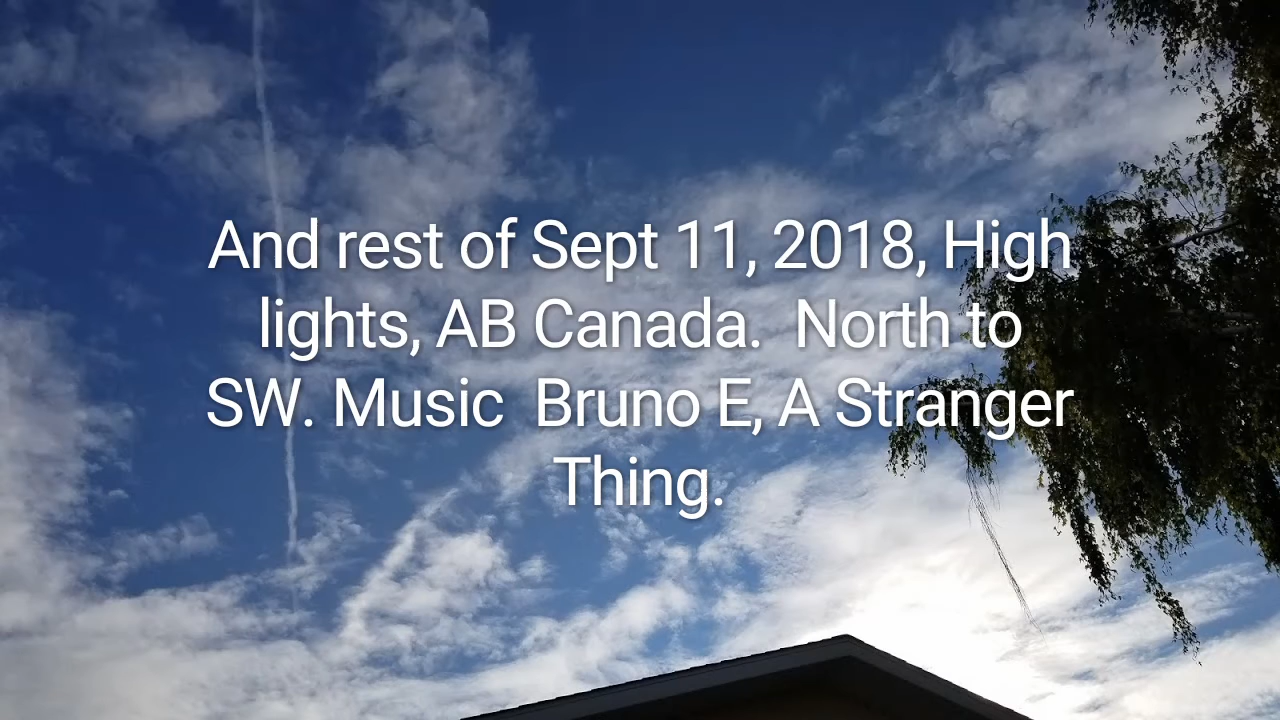 And rest of Sept 11, 2018, High
lights, AB Canada.  North to
SW. Music  Bruno E, A Stranger
Thing.